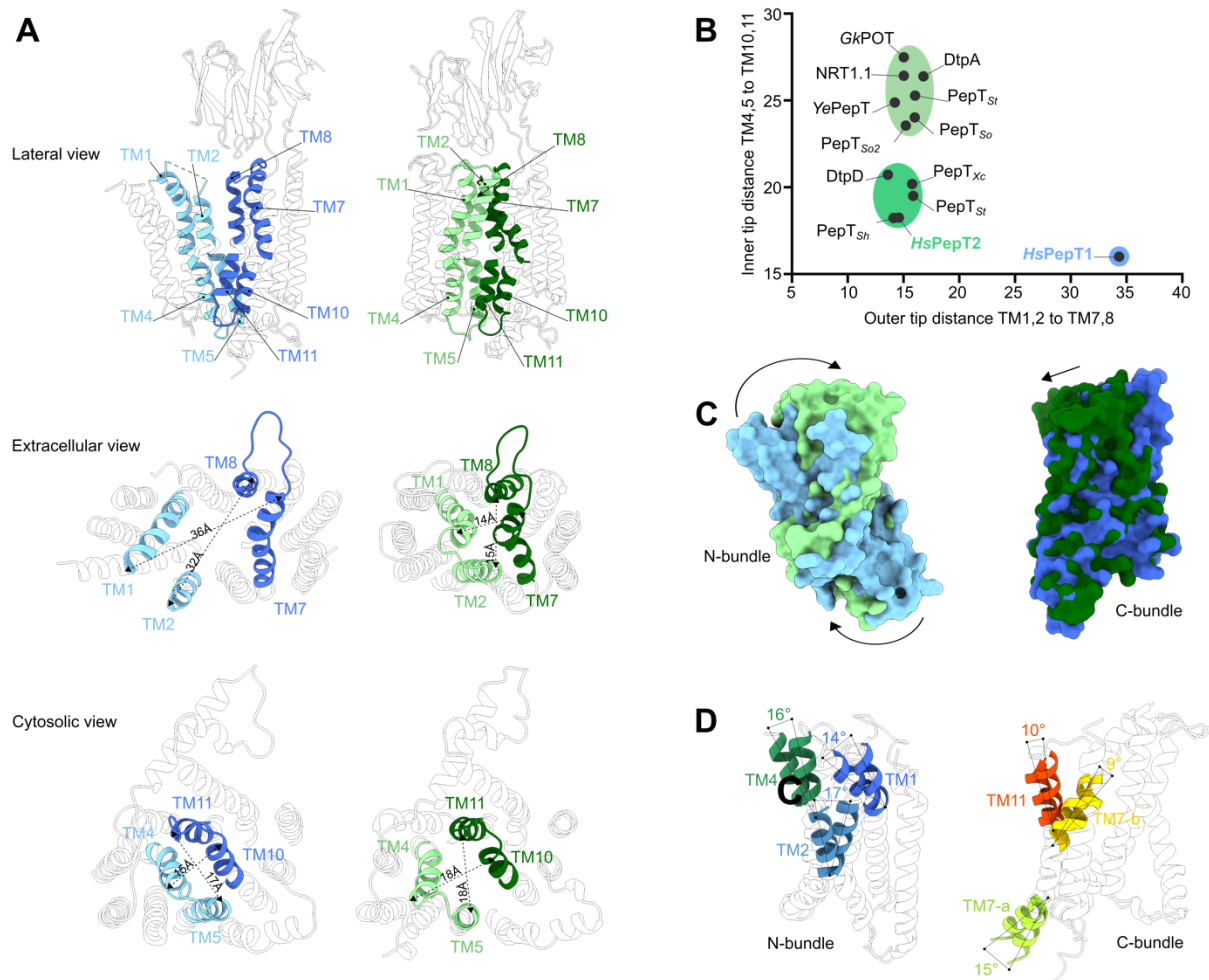 A
Lateral view
TM1
TM2
TM8
TM7
TM4
TM10
TM5
TM11
TM2
TM8
TM1
TM7
TM4
TM10
TM5
TM11
Extracellular view
TM8
36Å
32Å
TM1
TM2
TM7
TM8
TM1
14Å
15Å
TM2
TM7
Cytosolic view
TM11
TM4
TM10
15Å
17Å
TM5
TM11
TM4
TM10
18Å
18Å
TM5
B
Inner tip distance TM4,5 to TM10,11
30
25
20
15
GkPOT
NRT1.1
DtpA
YePepT
PepTSt
PepTSo
PepTSo2
DtpD
PepTXc
PepTSt
PepTSh
HsPepT2
HsPepT1
5 10 15 20 25 30 35 40
Outer tip distance TM1,2 to TM7,8
C
N-bundle
C-bundle
D
16°
14°
TM4
C
TM1
17°
TM2
N-bundle
10°
9°
TM11
TM7-b
TM7-a
15°
C-bundle